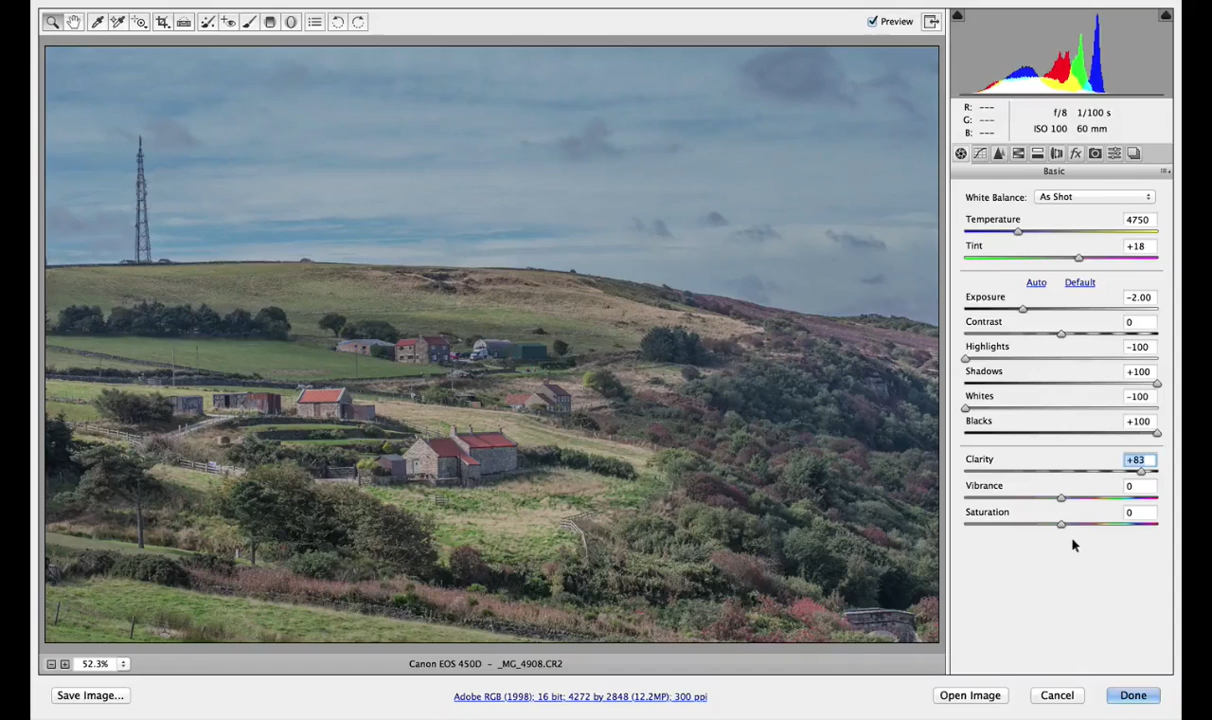 Preview
R: ---
G: ---
B: ---
f/8 1/100 s
ISO 100 60 mm
Basic
White Balance: As Shot
Temperature 4750
Tint +18
Auto Default
Exposure -2.00
Contrast 0
Highlights -100
Shadows +100
Whites -100
Blacks +100
Clarity +83
Vibrance 0
Saturation 0
52.3% Canon EOS 450D - _MG_4908.CR2
Save Image... Adobe RGB (1998); 16 bit; 4272 by 2848 (12.2MP); 300 ppi Open Image Cancel Done